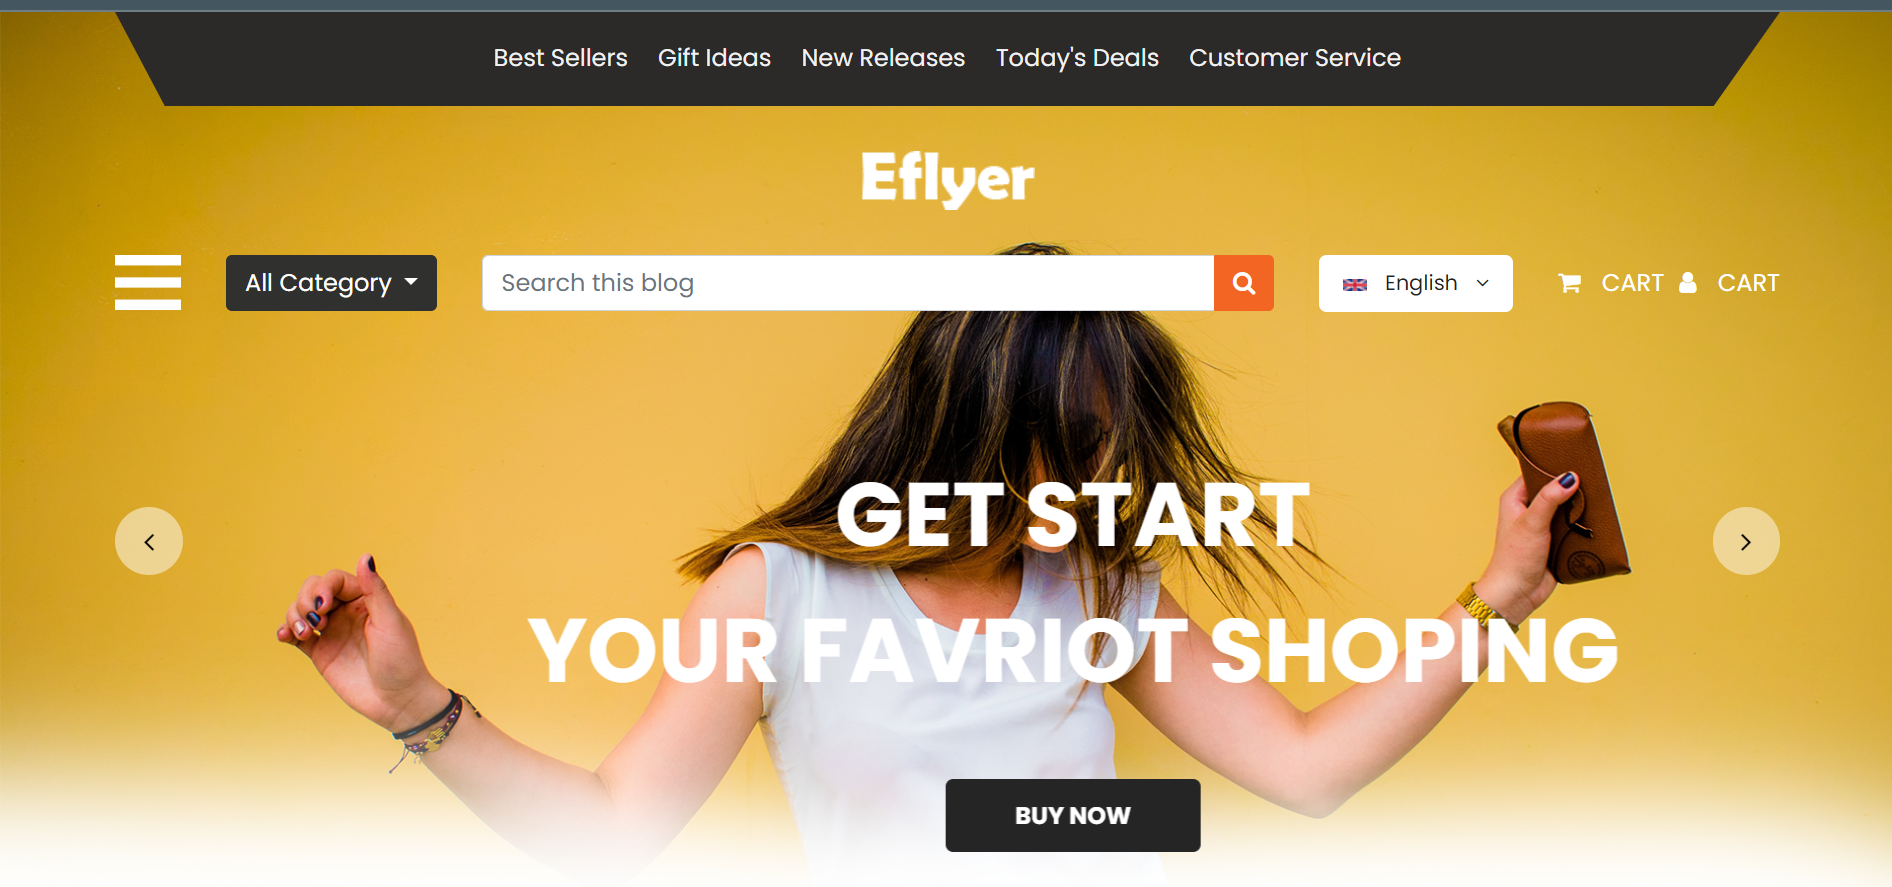 Best Sellers Gift Ideas New Releases Today's Deals Customer Service
Eflyer
All Category Search this blog English CART CART
GET START
YOUR FAVRIOT SHOPING
BUY NOW